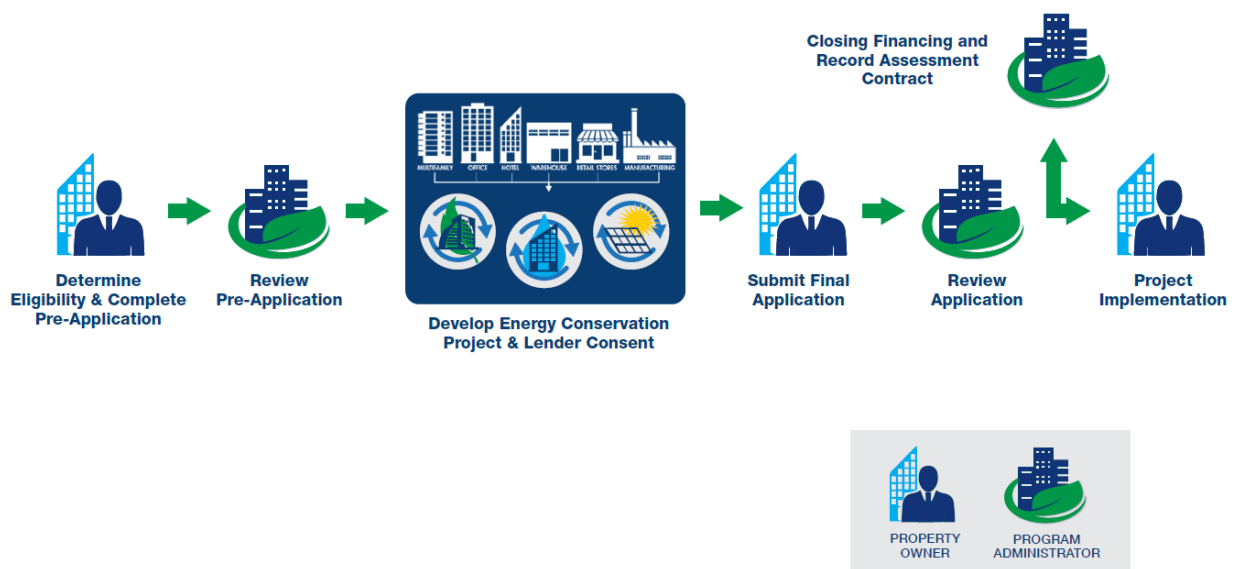 Closing Financing and
Record Assessment
Contract
MULTIFAMILY
OFFICE
HOTEL
WAREHOUSE
RETAIL STORES
MANUFACTURING
Determine
Eligibility & Complete
Pre-Application
Review
Pre-Application
Develop Energy Conservation
Project & Lender Consent
Submit Final
Application
Review
Application
Project
Implementation
PROPERTY
OWNER
PROGRAM
ADMINISTRATOR